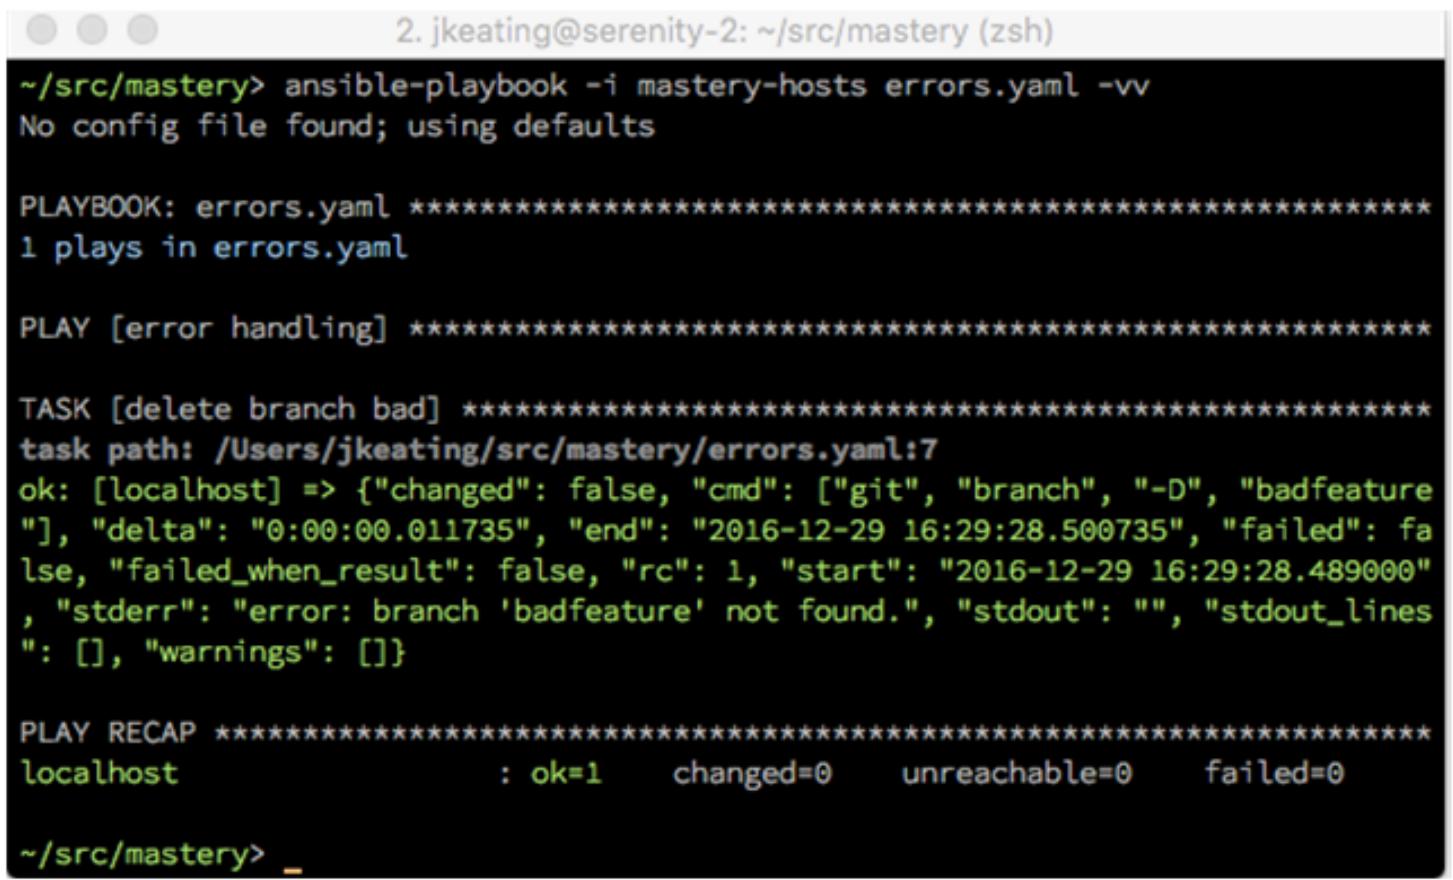 2. jkeating@serenity-2: ~/src/mastery (zsh)
~/src/mastery> ansible-playbook -i mastery-hosts errors.yaml -vv
No config file found; using defaults
PLAYBOOK: errors.yaml **********************************************************
1 plays in errors.yaml
PLAY [error handling] **********************************************************
TASK [delete branch bad] *******************************************************
task path: /Users/jkeating/src/mastery/errors.yaml:7
ok: [localhost] => {"changed": false, "cmd": ["git", "branch", "-D", "badfeature
"], "delta": "0:00:00.011735", "end": "2016-12-29 16:29:28.500735", "failed": fa
lse, "failed_when_result": false, "rc": 1, "start": "2016-12-29 16:29:28.489000"
, "stderr": "error: branch 'badfeature' not found.", "stdout": "", "stdout_lines
": [], "warnings": []}
PLAY RECAP *********************************************************************
localhost : ok=1 changed=0 unreachable=0 failed=0
~/src/mastery> _